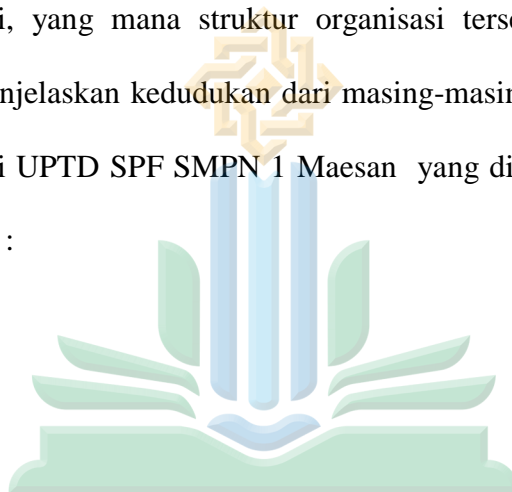 i, yang mana struktur organisasi terse
njelaskan kedudukan dari masing-masin
i UPTD SPF SMPN 1 Maesan yang di
: